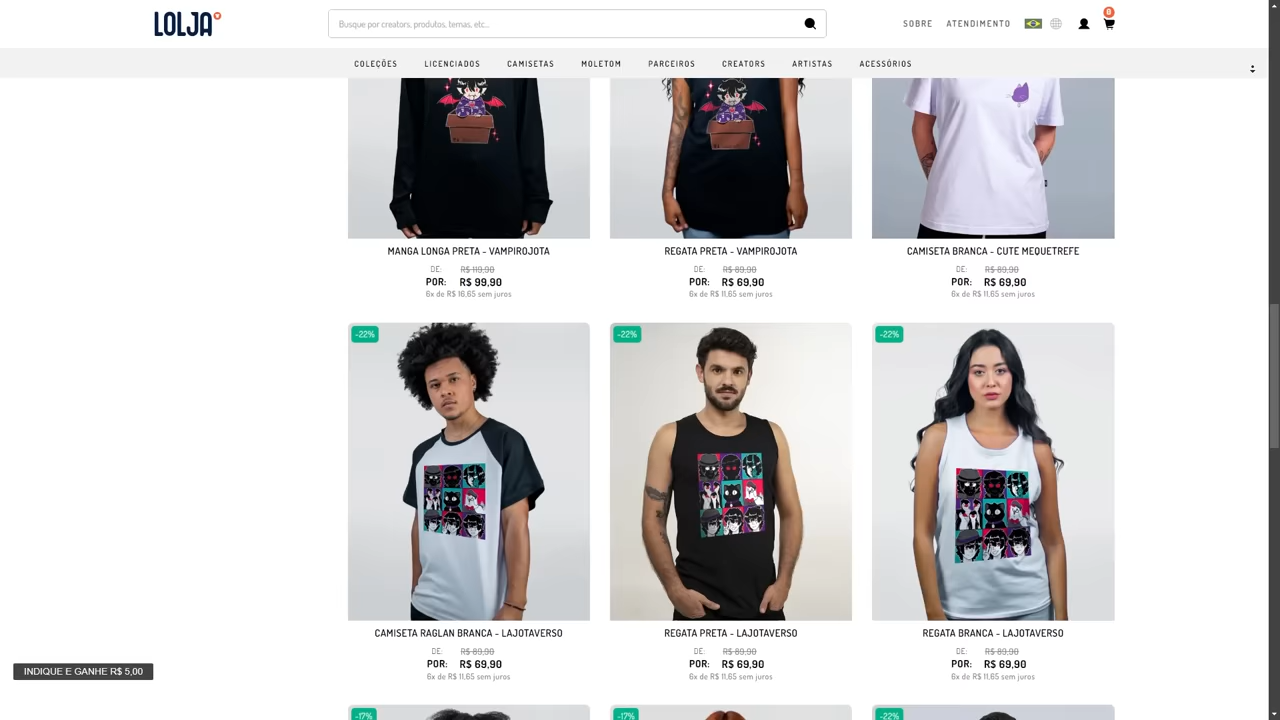 LOLJA
Busque por creators, produtos, temas, etc...
SOBRE
ATENDIMENTO
0
COLEÇÕES
LICENCIADOS
CAMISETAS
MOLETOM
PARCEIROS
CREATORS
ARTISTAS
ACESSÓRIOS
MANGA LONGA PRETA - VAMPIROJOTA
DE: R$ 119,90
POR: R$ 99,90
6x de R$ 16,65 sem juros
REGATA PRETA - VAMPIROJOTA
DE: R$ 89,90
POR: R$ 69,90
6x de R$ 11,65 sem juros
CAMISETA BRANCA - CUTE MEQUETREFE
DE: R$ 89,90
POR: R$ 69,90
6x de R$ 11,65 sem juros
-22%
CAMISETA RAGLAN BRANCA - LAJOTAVERSO
DE: R$ 89,90
POR: R$ 69,90
6x de R$ 11,65 sem juros
-22%
REGATA PRETA - LAJOTAVERSO
DE: R$ 89,90
POR: R$ 69,90
6x de R$ 11,65 sem juros
-22%
REGATA BRANCA - LAJOTAVERSO
DE: R$ 89,90
POR: R$ 69,90
6x de R$ 11,65 sem juros
INDIQUE E GANHE R$ 5,00
-17%
-17%
-22%